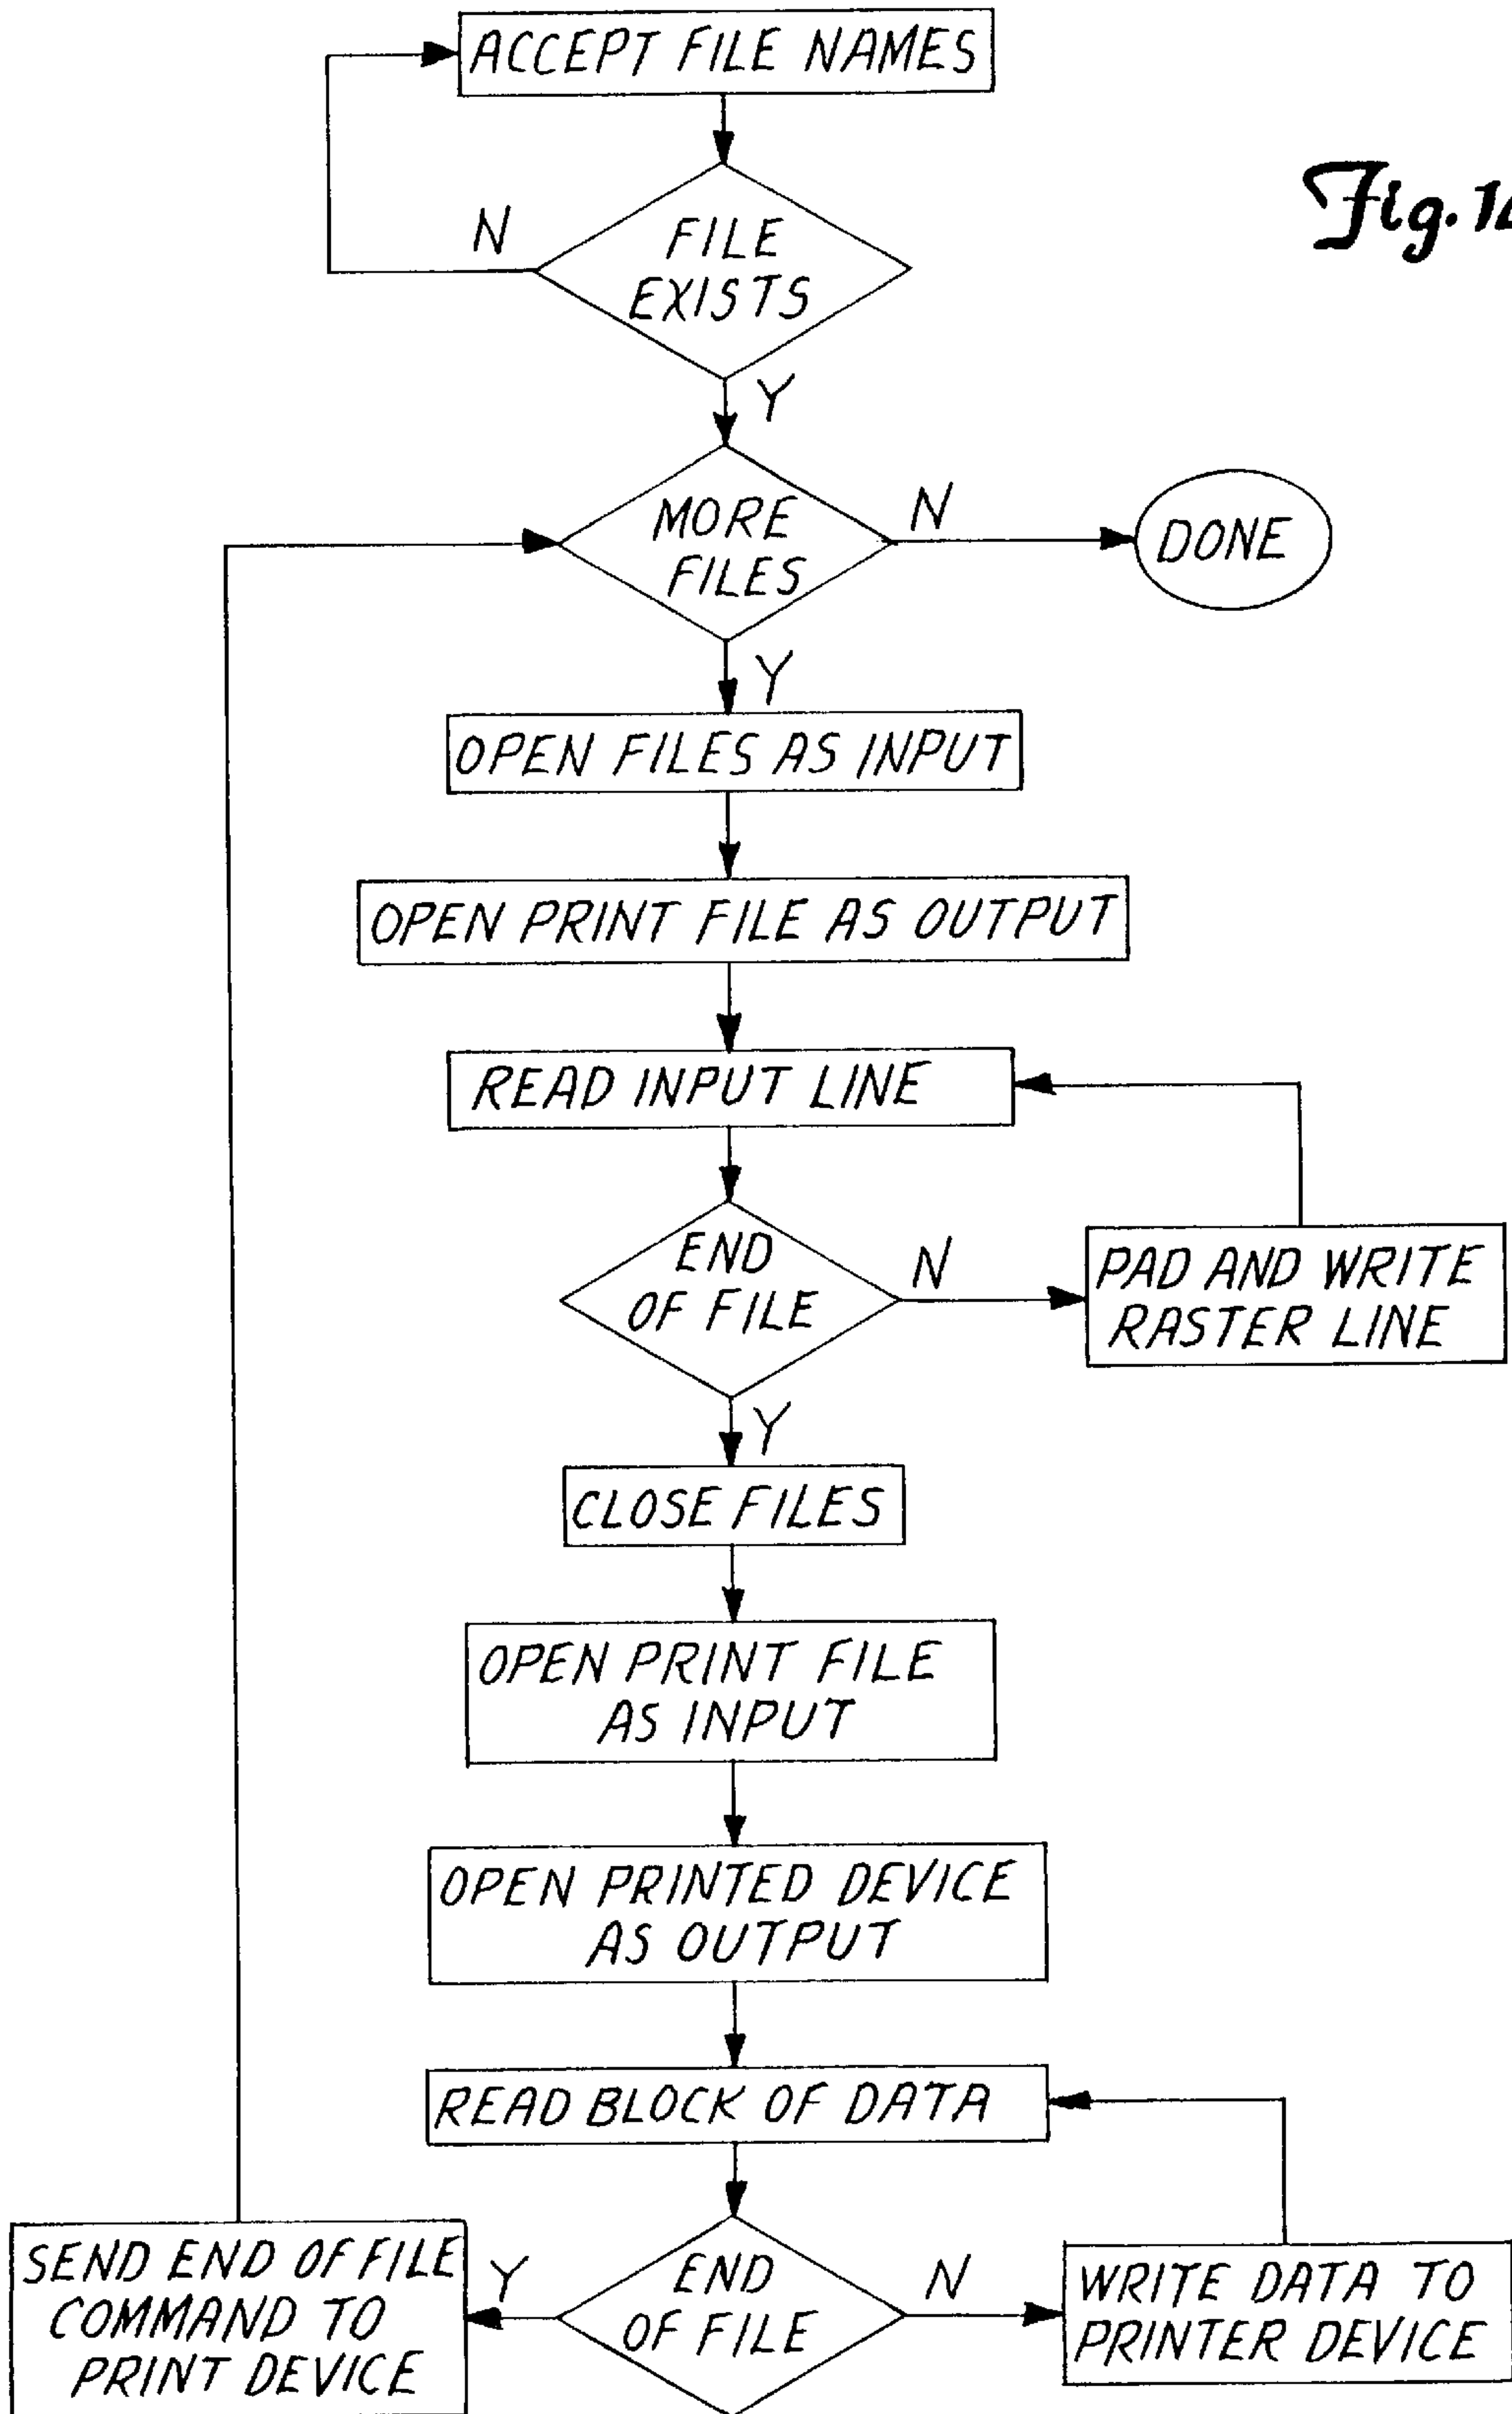 ACCEPT FILE NAMES
Fig. 1
N
FILE
EXISTS
Y
MORE
FILES
N
DONE
Y
OPEN FILES AS INPUT
OPEN PRINT FILE AS OUTPUT
READ INPUT LINE
END
OF FILE
N
PAD AND WRITE
RASTER LINE
Y
CLOSE FILES
OPEN PRINT FILE
AS INPUT
OPEN PRINTED DEVICE
AS OUTPUT
READ BLOCK OF DATA
SEND END OF FILE
COMMAND TO
PRINT DEVICE
Y
END
OF FILE
N
WRITE DATA TO
PRINTER DEVICE